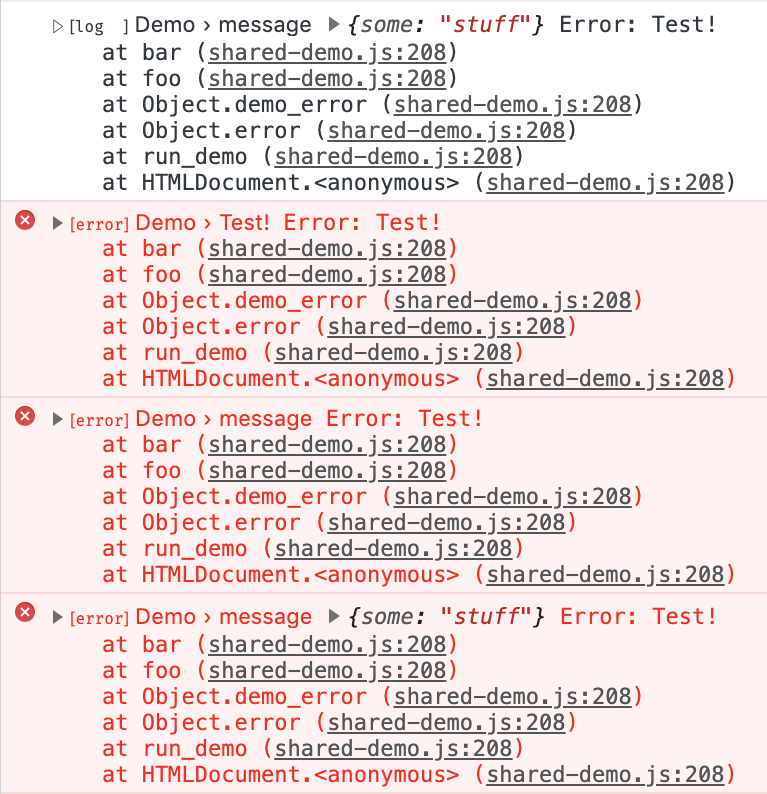 [log  ] Demo › message ▶ {some: "stuff"} Error: Test!
at bar (shared-demo.js:208)
at foo (shared-demo.js:208)
at Object.demo_error (shared-demo.js:208)
at Object.error (shared-demo.js:208)
at run_demo (shared-demo.js:208)
at HTMLDocument.<anonymous> (shared-demo.js:208)
[error] Demo › Test! Error: Test!
at bar (shared-demo.js:208)
at foo (shared-demo.js:208)
at Object.demo_error (shared-demo.js:208)
at Object.error (shared-demo.js:208)
at run_demo (shared-demo.js:208)
at HTMLDocument.<anonymous> (shared-demo.js:208)
[error] Demo › message Error: Test!
at bar (shared-demo.js:208)
at foo (shared-demo.js:208)
at Object.demo_error (shared-demo.js:208)
at Object.error (shared-demo.js:208)
at run_demo (shared-demo.js:208)
at HTMLDocument.<anonymous> (shared-demo.js:208)
[error] Demo › message ▶ {some: "stuff"} Error: Test!
at bar (shared-demo.js:208)
at foo (shared-demo.js:208)
at Object.demo_error (shared-demo.js:208)
at Object.error (shared-demo.js:208)
at run_demo (shared-demo.js:208)
at HTMLDocument.<anonymous> (shared-demo.js:208)